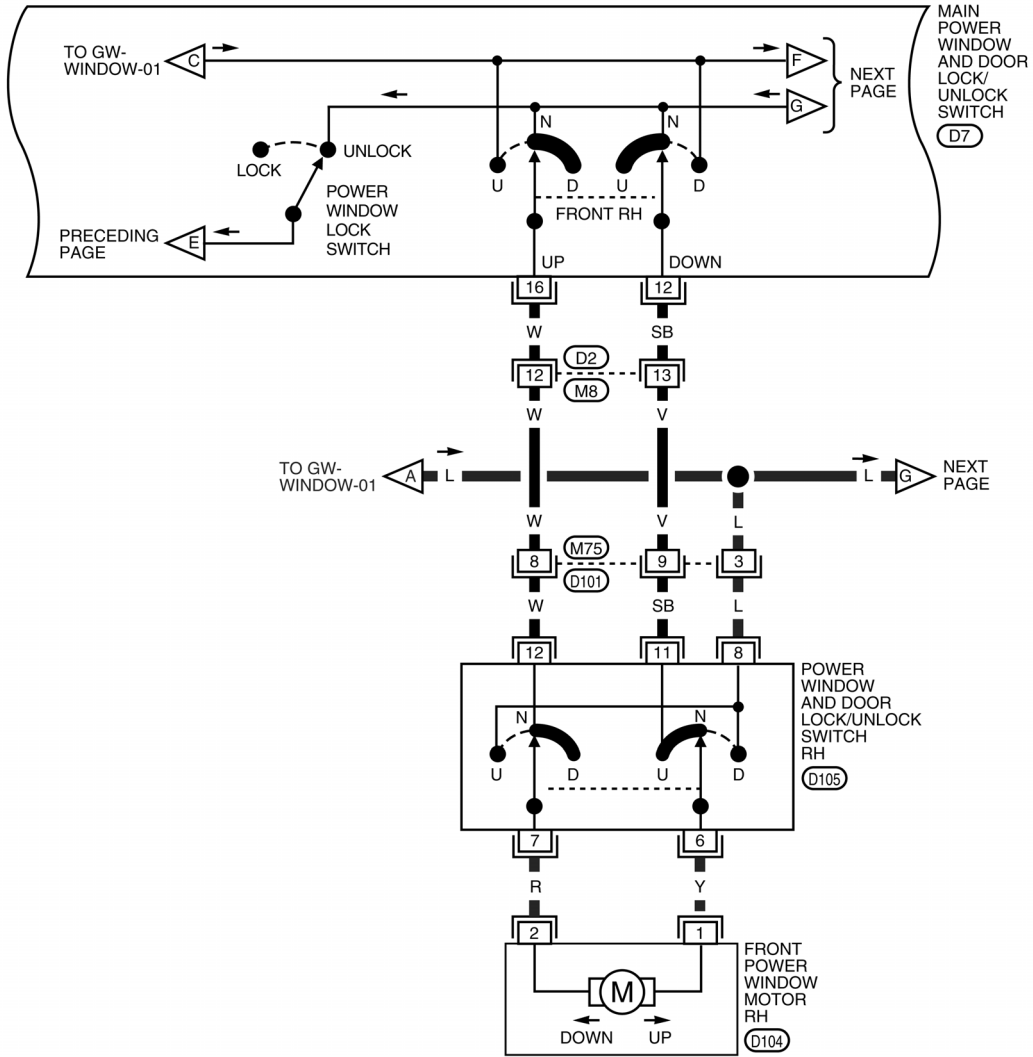 MAIN
POWER
WINDOW
AND DOOR
LOCK/
UNLOCK
SWITCH
D7
TO GW-
WINDOW-01
C
F
G
NEXT
PAGE
N
N
LOCK
UNLOCK
U
D
U
D
POWER
WINDOW
LOCK
SWITCH
FRONT RH
PRECEDING
PAGE
E
UP
DOWN
16
12
W
SB
D2
12
13
M8
W
V
TO GW-
WINDOW-01
A
L
L
G
NEXT
PAGE
W
V
L
M75
8
9
3
D101
W
SB
L
12
11
8
POWER
WINDOW
AND DOOR
LOCK/UNLOCK
SWITCH
RH
D105
N
N
U
D
U
D
7
6
R
Y
2
1
FRONT
POWER
WINDOW
MOTOR
RH
D104
M
DOWN
UP